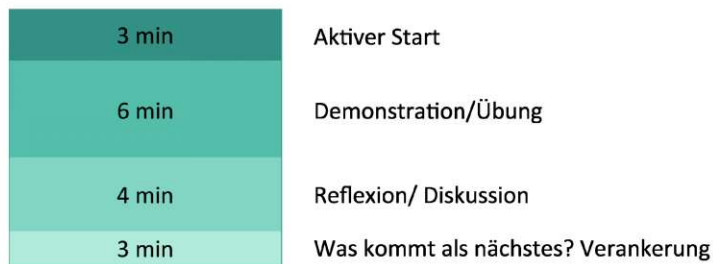 3 min Aktiver Start
6 min Demonstration/Übung
4 min Reflexion/ Diskussion
3 min Was kommt als nächstes? Verankerung